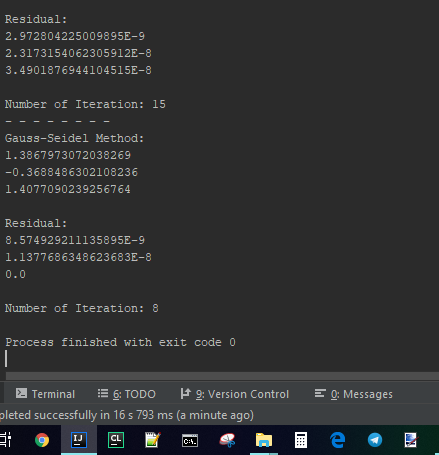 Residual:
2.972804225009895E-9
2.3173154062305912E-8
3.4901876944104515E-8
Number of Iteration: 15
- - - - - - - -
Gauss-Seidel Method:
1.3867973072038269
-0.3688486302108236
1.4077090239256764
Residual:
8.574929211135895E-9
1.1377686348623683E-8
0.0
Number of Iteration: 8
Process finished with exit code 0
Terminal 6: TODO 9: Version Control 0: Messages
pleted successfully in 16 s 793 ms (a minute ago)
IJ CL